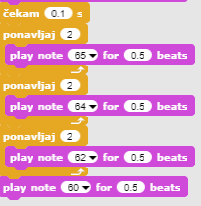 čekam 0.1 s
ponavljaj 2
play note 65 for 0.5 beats
ponavljaj 2
play note 64 for 0.5 beats
ponavljaj 2
play note 62 for 0.5 beats
play note 60 for 0.5 beats